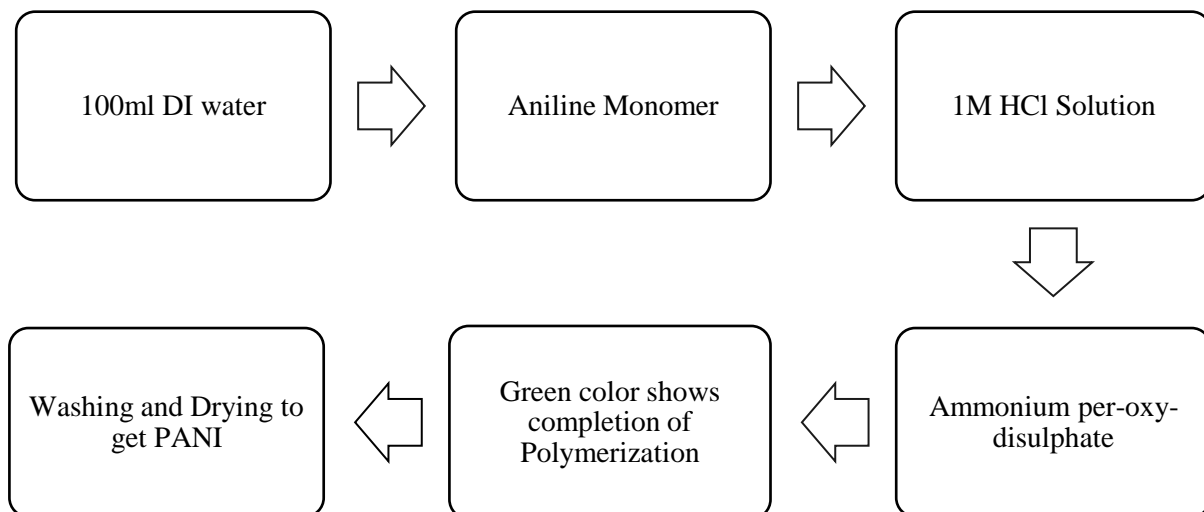 100ml DI water
Aniline Monomer
1M HCl Solution
Ammonium per-oxy-
disulphate
Green color shows
completion of
Polymerization
Washing and Drying to
get PANI